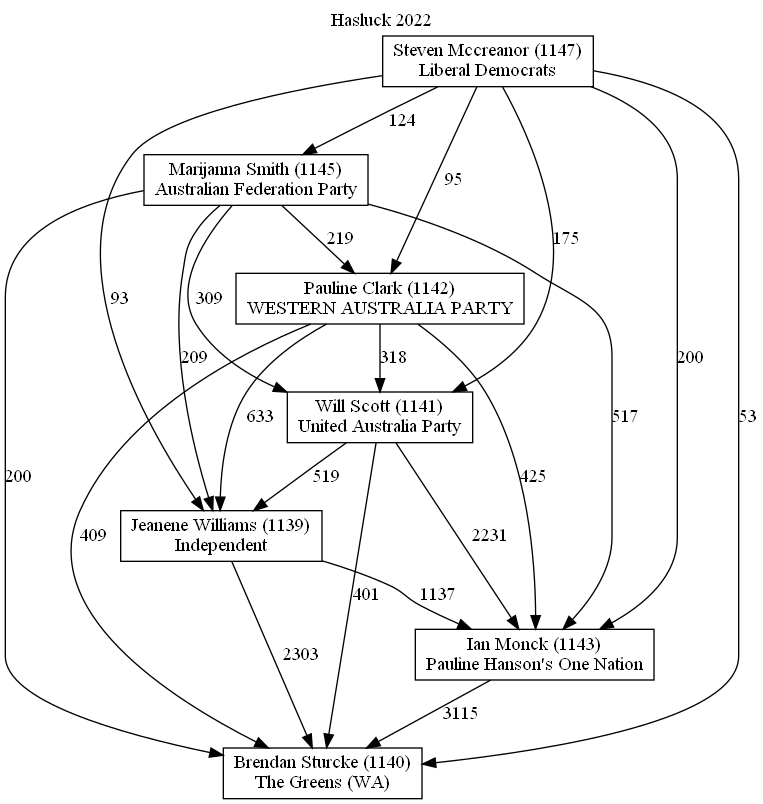 Hasluck 2022
Steven Mccreanor (1147)
Liberal Democrats
124
Marijanna Smith (1145)
Australian Federation Party
95
219
175
Pauline Clark (1142)
WESTERN AUSTRALIA PARTY
93
309
209
318
200
Will Scott (1141)
United Australia Party
633
517
53
200
519
425
Jeanene Williams (1139)
Independent
409
2231
401
1137
Ian Monck (1143)
Pauline Hanson's One Nation
2303
3115
Brendan Sturcke (1140)
The Greens (WA)